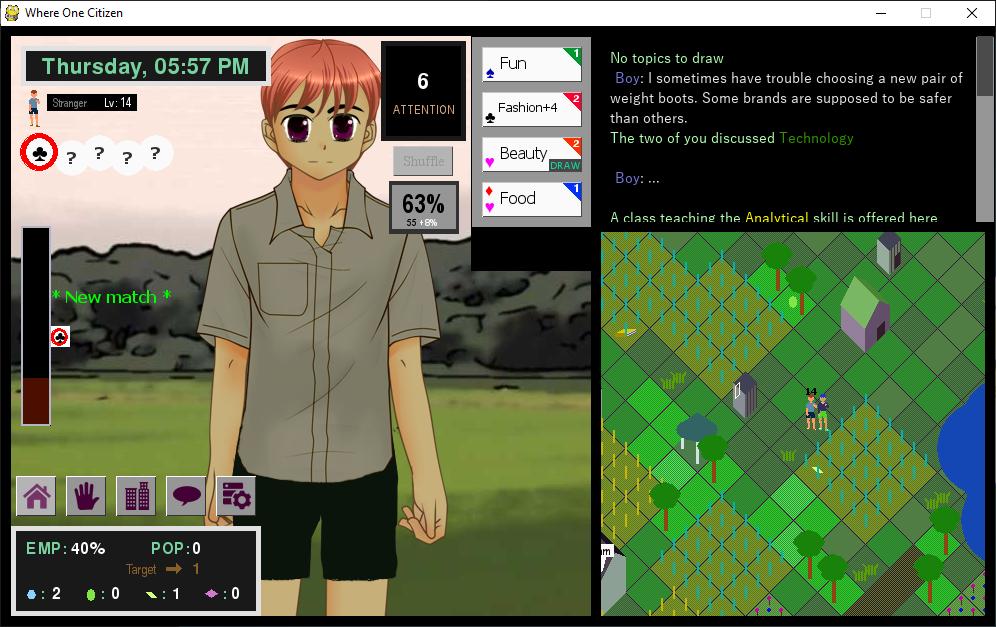 Where One Citizen
Thursday, 05:57 PM
Stranger Lv: 14
? ? ? ?
6
ATTENTION
Shuffle
63%
55 +8%
Fun 1
Fashion+4 2
Beauty 2
DRAW
Food 1
* New match *
EMP: 40% POP: 0
Target 1
: 2 : 0 : 1 : 0
No topics to draw
Boy: I sometimes have trouble choosing a new pair of
weight boots. Some brands are supposed to be safer
than others.
The two of you discussed Technology
Boy: ...
A class teaching the Analytical skill is offered here
14